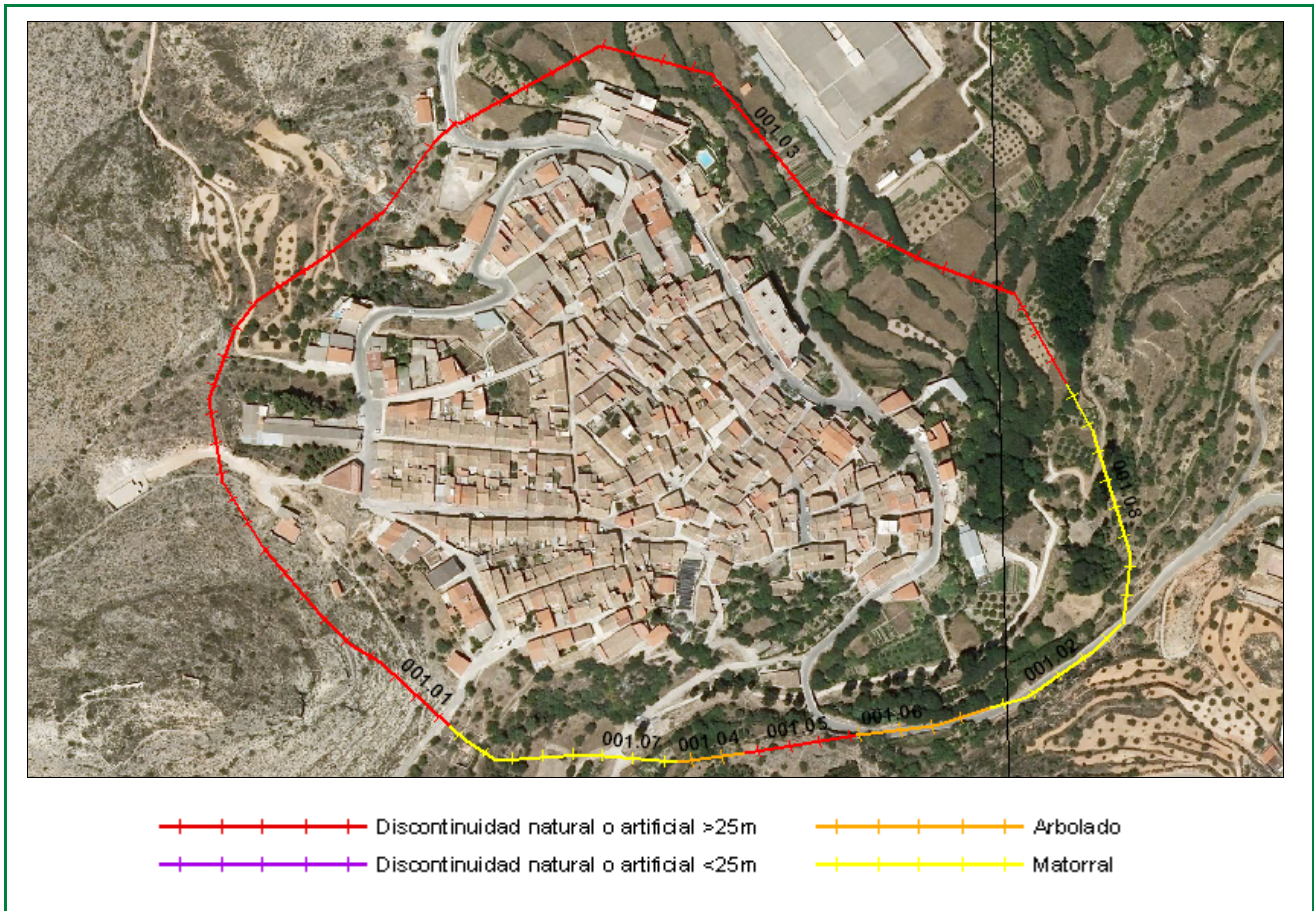 001.03
001.08
001.02
001.01
001.06
001.05
001.07
001.04
Discontinuidad natural o artificial >25m
Arbolado
Discontinuidad natural o artificial <25m
Matorral